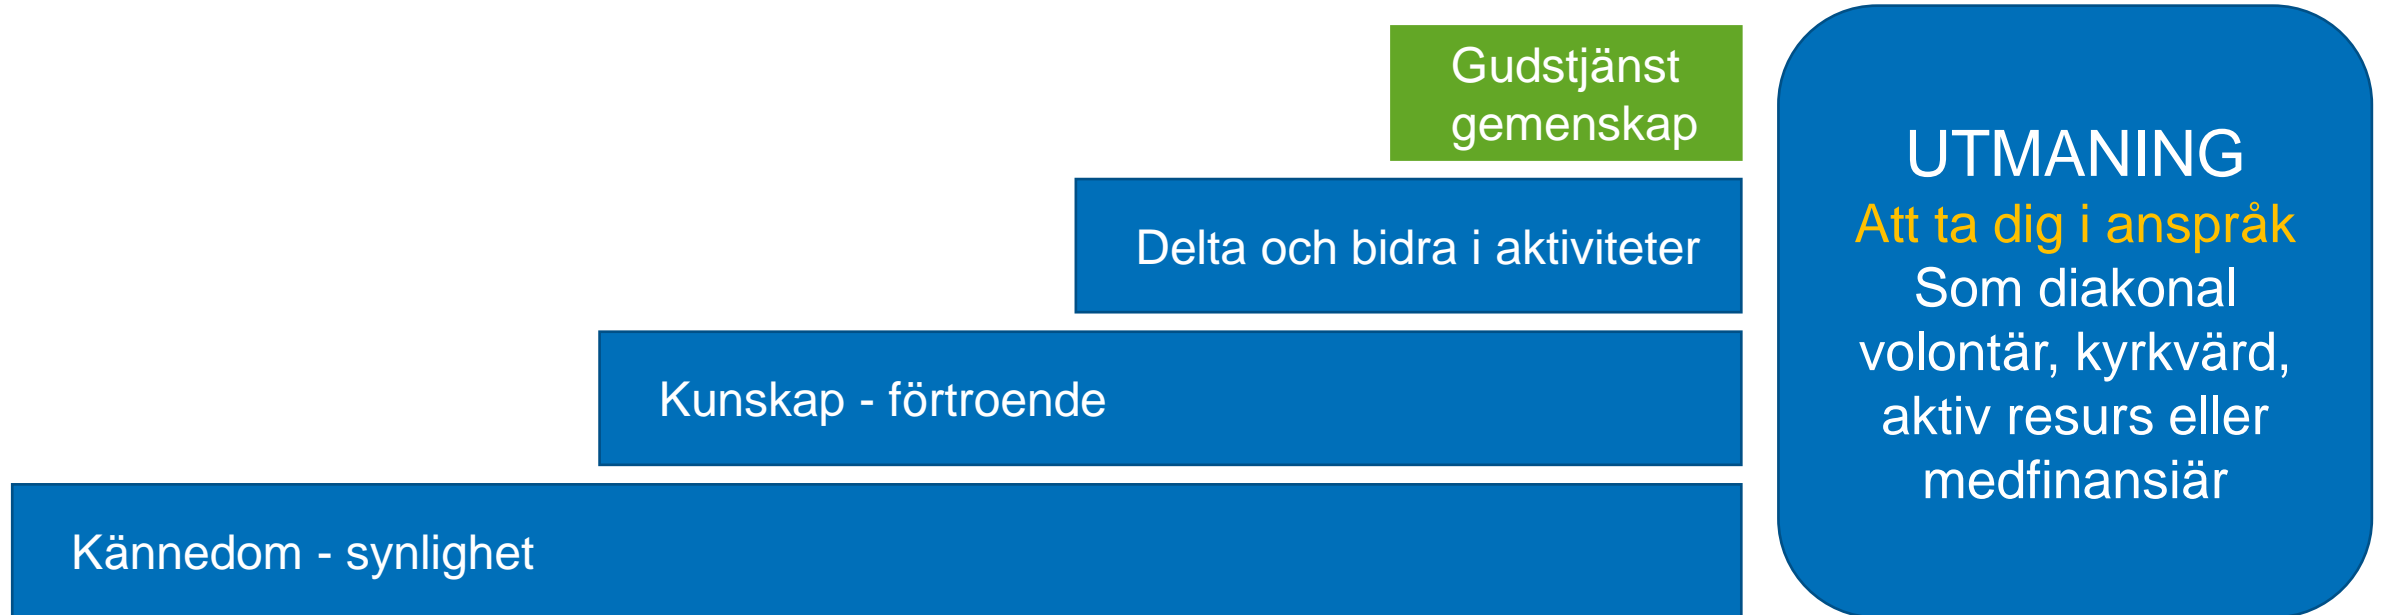 Gudstjänst
gemenskap
Delta och bidra i aktiviteter
Kunskap - förtroende
Kännedom - synlighet
UTMANING
Att ta dig i anspråk
Som diakonal
volontär, kyrkvärd,
aktiv resurs eller
medfinansiär